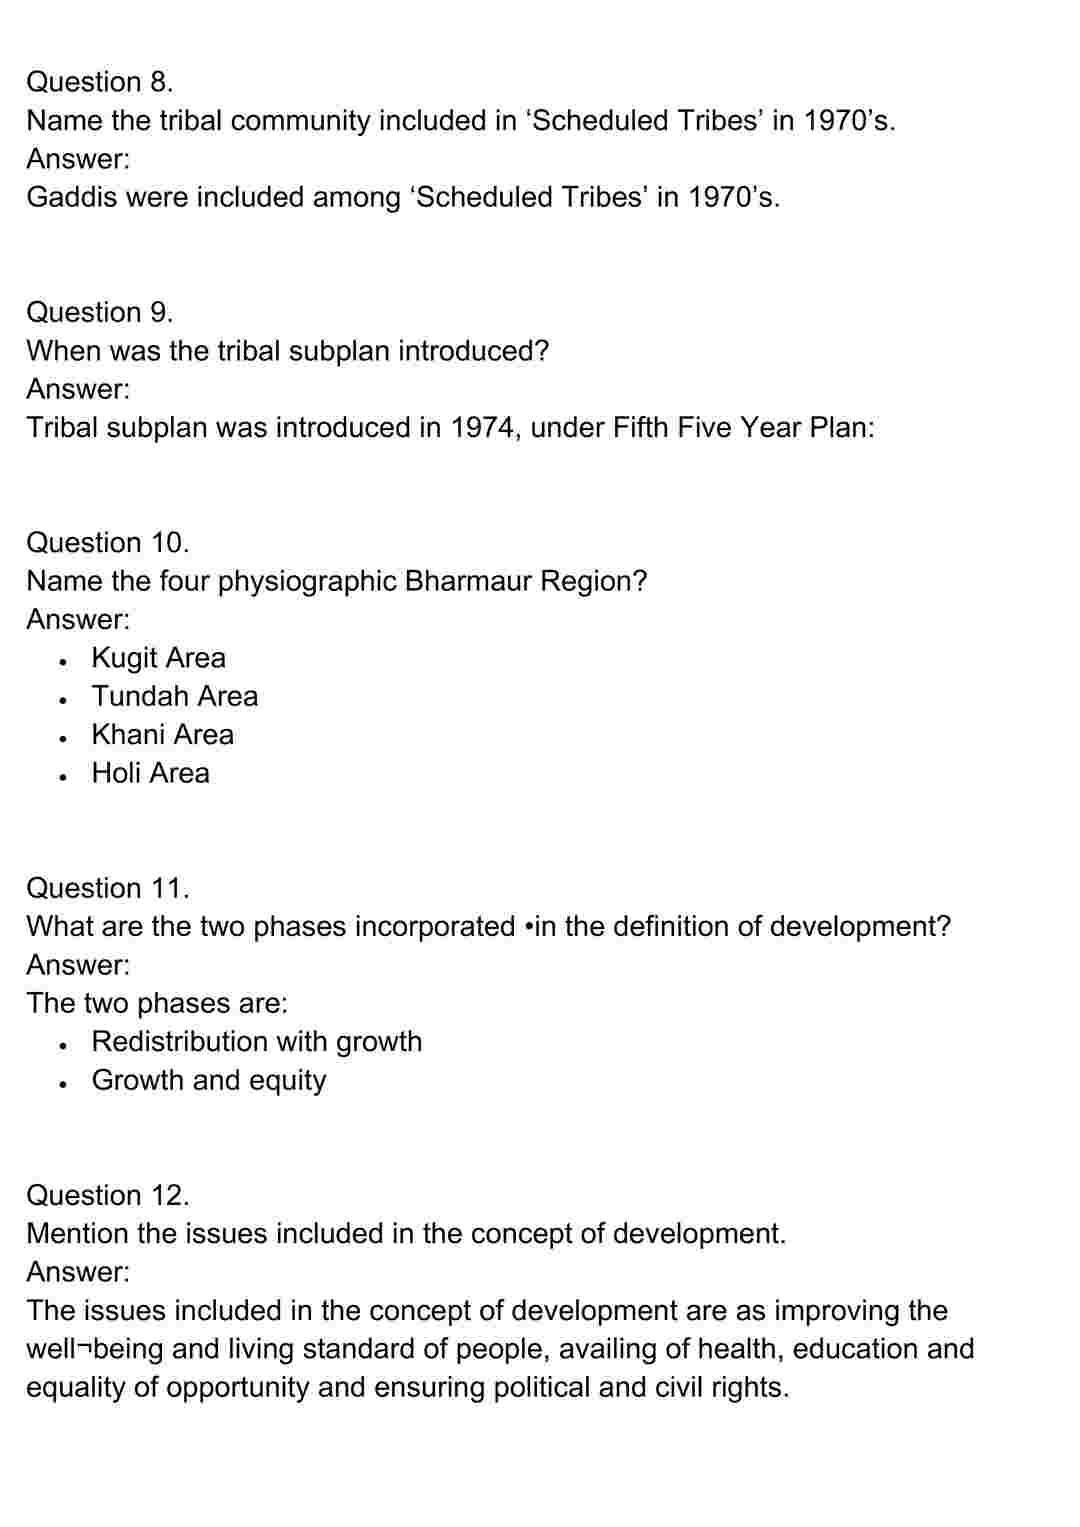 Question 8.
Name the tribal community included in ‘Scheduled Tribes’ in 1970’s.
Answer:
Gaddis were included among ‘Scheduled Tribes’ in 1970’s.
Question 9.
When was the tribal subplan introduced?
Answer:
Tribal subplan was introduced in 1974, under Fifth Five Year Plan:
Question 10.
Name the four physiographic Bharmaur Region?
Answer:
• Kugit Area
• Tundah Area
• Khani Area
• Holi Area
Question 11.
What are the two phases incorporated •in the definition of development?
Answer:
The two phases are:
• Redistribution with growth
• Growth and equity
Question 12.
Mention the issues included in the concept of development.
Answer:
The issues included in the concept of development are as improving the
well¬being and living standard of people, availing of health, education and
equality of opportunity and ensuring political and civil rights.